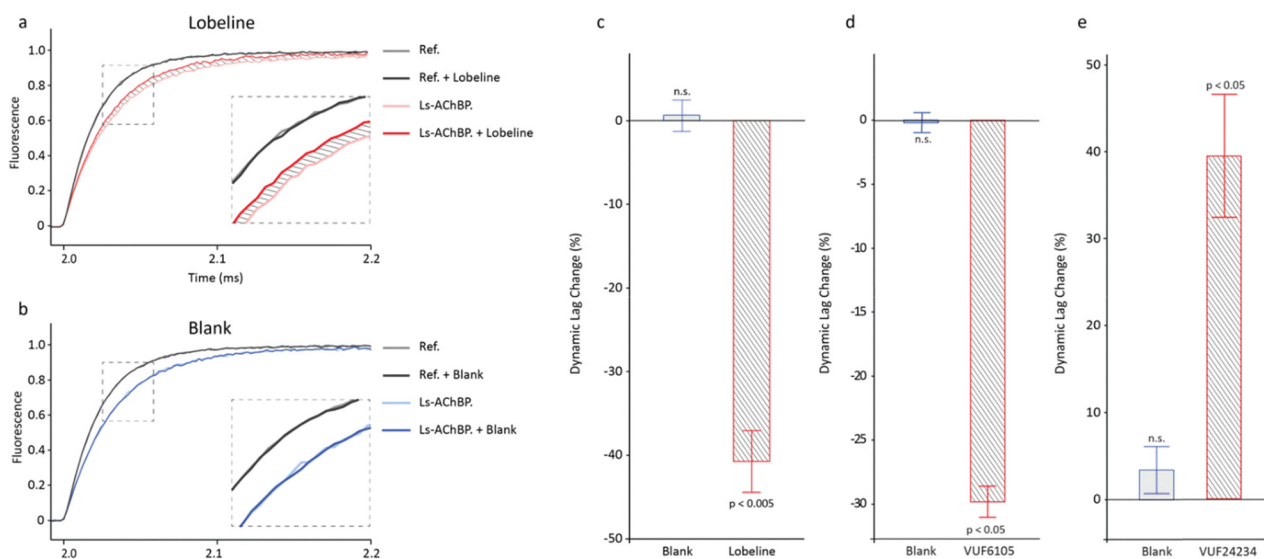 a
Lobeline
Fluorescence
1.0
0.8
0.6
0.4
0.2
0
2.0
2.1
2.2
Time (ms)
Ref.
Ref. + Lobeline
Ls-AChBP.
Ls-AChBP. + Lobeline
b
Blank
Fluorescence
1.0
0.8
0.6
0.4
0.2
0
2.0
2.1
2.2
Ref.
Ref. + Blank
Ls-AChBP.
Ls-AChBP. + Blank
c
Dynamic Lag Change (%)
0
-10
-20
-30
-40
-50
n.s.
p < 0.005
Blank
Lobeline
d
Dynamic Lag Change (%)
0
-5
-10
-15
-20
-25
-30
n.s.
p < 0.05
Blank
VUF6105
e
Dynamic Lag Change (%)
50
40
30
20
10
0
n.s.
p < 0.05
Blank
VUF24234